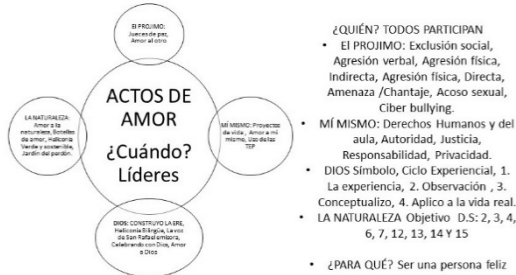 El PROJIMO:
Jueces de paz,
Amor al otro
ACTOS DE
AMOR
¿Cuándo?
Líderes
LA NATURALEZA:
Amor a la
naturaleza, Botellas
de amor, Heliconia
Verde y sostenible,
Jardín del perdón.
MÍ MISMO: Proyectos
de vida, Amor a mí
mismo, Uso de las
TEP
DIOS: CONSTRUYO LA ERE,
Heliconia Bilingüe, La voz
de San Rafael emisora,
Celebrando con Dios, Amor
a Dios
¿QUIÉN? TODOS PARTICIPAN
• El PROJIMO: Exclusión social,
Agresión verbal, Agresión física,
Indirecta, Agresión física, Directa,
Amenaza /Chantaje, Acoso sexual,
Ciber bullying.
• MÍ MISMO: Derechos Humanos y del
aula, Autoridad, Justicia,
Responsabilidad, Privacidad.
• DIOS Símbolo, Ciclo Experiencial, 1.
La experiencia, 2. Observación , 3.
Conceptualizo, 4. Aplico a la vida real.
• LA NATURALEZA Objetivo D.S: 2, 3, 4,
6, 7, 12, 13, 14 Y 15
• ¿PARA QUÉ? Ser una persona feliz